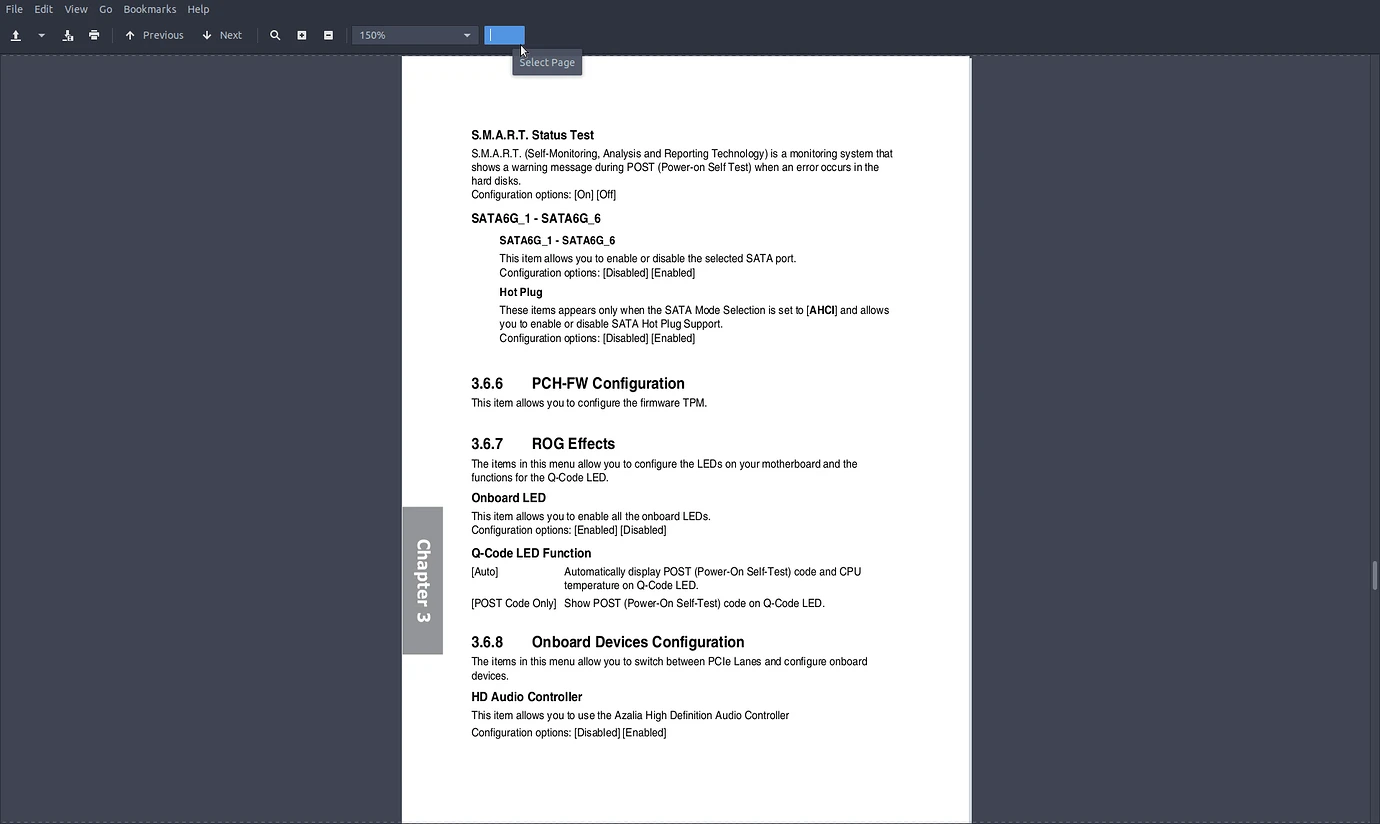 File Edit View Go Bookmarks Help
Previous Next 150%
Select Page
S.M.A.R.T. Status Test
S.M.A.R.T. (Self-Monitoring, Analysis and Reporting Technology) is a monitoring system that
shows a warning message during POST (Power-on Self Test) when an error occurs in the
hard disks.
Configuration options: [On] [Off]
SATA6G_1 - SATA6G_6
SATA6G_1 - SATA6G_6
This item allows you to enable or disable the selected SATA port.
Configuration options: [Disabled] [Enabled]
Hot Plug
These items appears only when the SATA Mode Selection is set to [AHCI] and allows
you to enable or disable SATA Hot Plug Support.
Configuration options: [Disabled] [Enabled]
3.6.6 PCH-FW Configuration
This item allows you to configure the firmware TPM.
3.6.7 ROG Effects
The items in this menu allow you to configure the LEDs on your motherboard and the
functions for the Q-Code LED.
Onboard LED
This item allows you to enable all the onboard LEDs.
Configuration options: [Enabled] [Disabled]
Q-Code LED Function
[Auto] Automatically display POST (Power-On Self-Test) code and CPU
temperature on Q-Code LED.
[POST Code Only] Show POST (Power-On Self-Test) code on Q-Code LED.
3.6.8 Onboard Devices Configuration
The items in this menu allow you to switch between PCIe Lanes and configure onboard
devices.
HD Audio Controller
This item allows you to use the Azalia High Definition Audio Controller
Configuration options: [Disabled] [Enabled]
Chapter 3